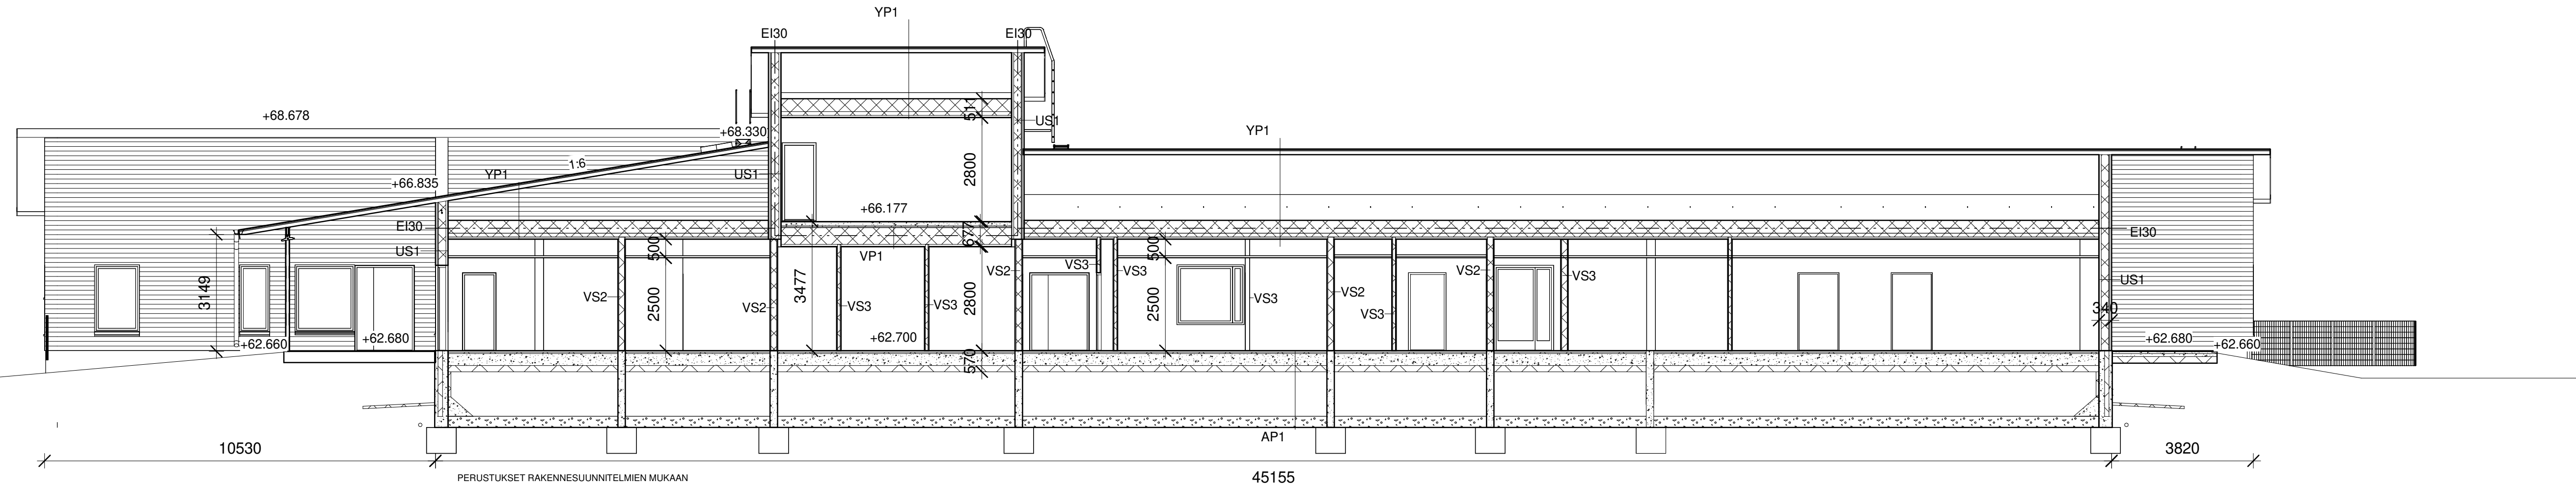 YP1
EI30
EI30
+68.678
+68.330
511
US1
YP1
1:6
2800
US1
YP1
+66.835
+66.177
EI30
677
EI30
US1
500
VP1
500
VS2
VS3
VS3
VS2
VS3
US1
3149
VS2
2500
VS2
3477
VS3
VS3
2800
2500
VS3
VS2
VS3
340
+62.660
+62.680
+62.700
+62.680
+62.660
570
AP1
10530
45155
3820
PERUSTUKSET RAKENNESUUNNITELMIEN MUKAAN